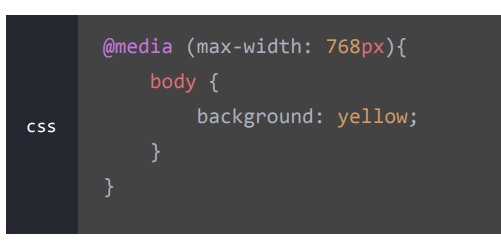 @media (max-width: 768px){
body {
css
background: yellow;
}
}